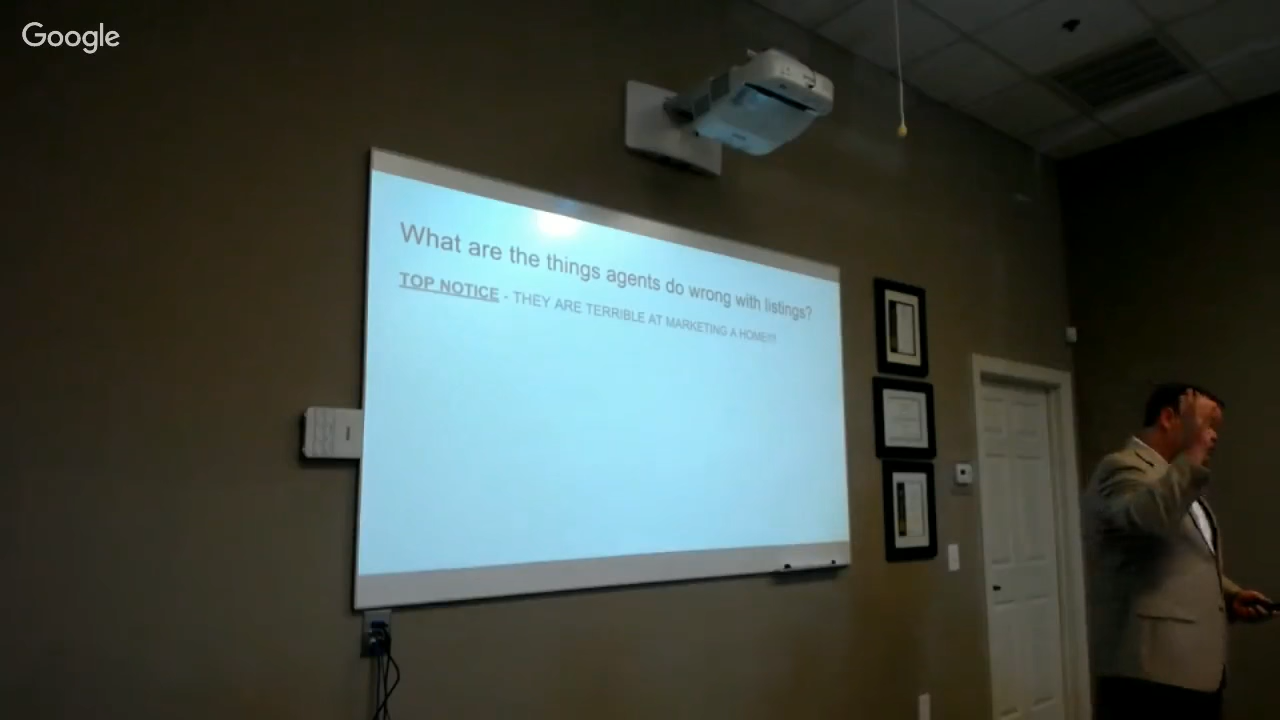 Google
What are the things agents do wrong with listings?
TOP NOTICE - THEY ARE TERRIBLE AT MARKETING A HOME!!!